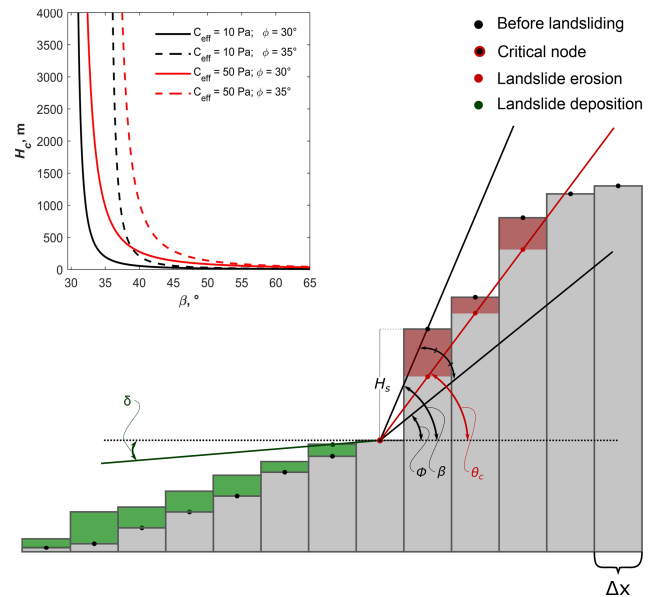 4000
3500
3000
2500
2000
1500
1000
500
0
H_c, m
30 35 40 45 50 55 60 65
β, °
C_eff = 10 Pa; ϕ = 30°
C_eff = 10 Pa; ϕ = 35°
C_eff = 50 Pa; ϕ = 30°
C_eff = 50 Pa; ϕ = 35°
Before landsliding
Critical node
Landslide erosion
Landslide deposition
H_s
δ
Φ β θ_c
Δx